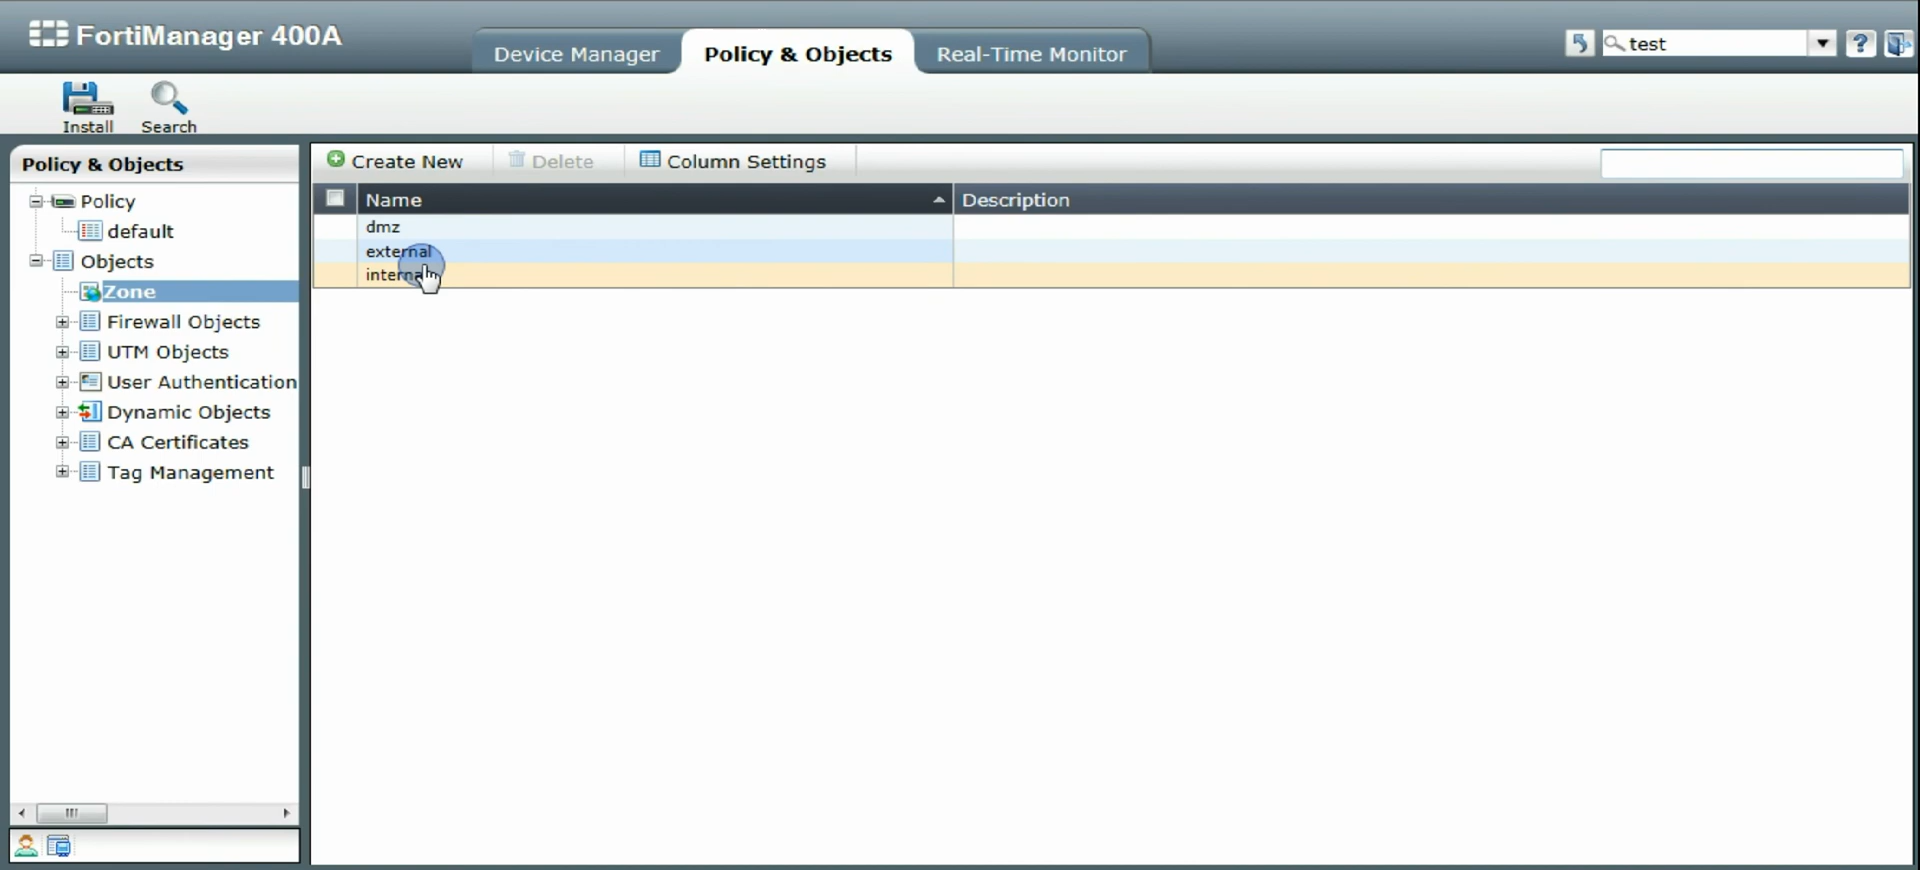 FortiManager 400A
Device Manager
Policy & Objects
Real-Time Monitor
test
?
Install
Search
Policy & Objects
Policy
default
Objects
Zone
Firewall Objects
UTM Objects
User Authentication
Dynamic Objects
CA Certificates
Tag Management
Create New
Delete
Column Settings
Name
Description
dmz
external